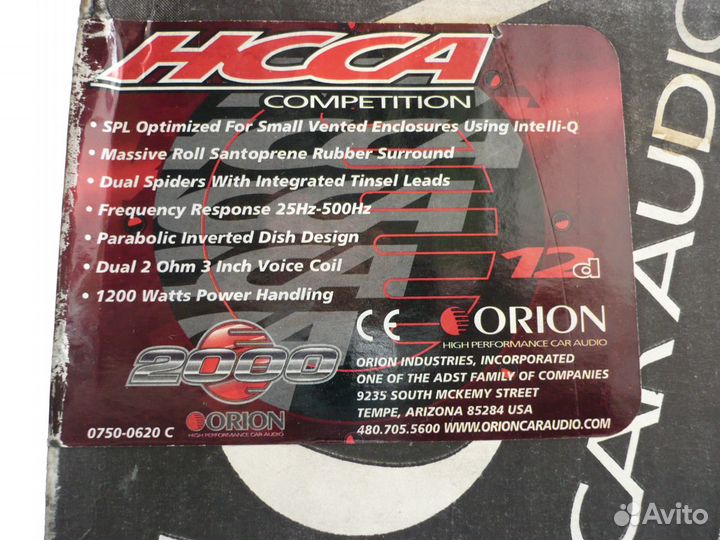 HCCA
COMPETITION
• SPL Optimized For Small Vented Enclosures Using Intelli-Q
• Massive Roll Santoprene Rubber Surround
• Dual Spiders With Integrated Tinsel Leads
• Frequency Response 25Hz-500Hz
• Parabolic Inverted Dish Design
• Dual 2 Ohm 3 Inch Voice Coil
• 1200 Watts Power Handling
12d
CE ORION
HIGH PERFORMANCE CAR AUDIO
2000
ORION INDUSTRIES, INCORPORATED
ONE OF THE ADST FAMILY OF COMPANIES
9235 SOUTH MCKEMY STREET
TEMPE, ARIZONA 85284 USA
480.705.5600 WWW.ORIONCARAUDIO.COM
ORION
HIGH PERFORMANCE CAR AUDIO
0750-0620 C
CAR AUDIO
Avito